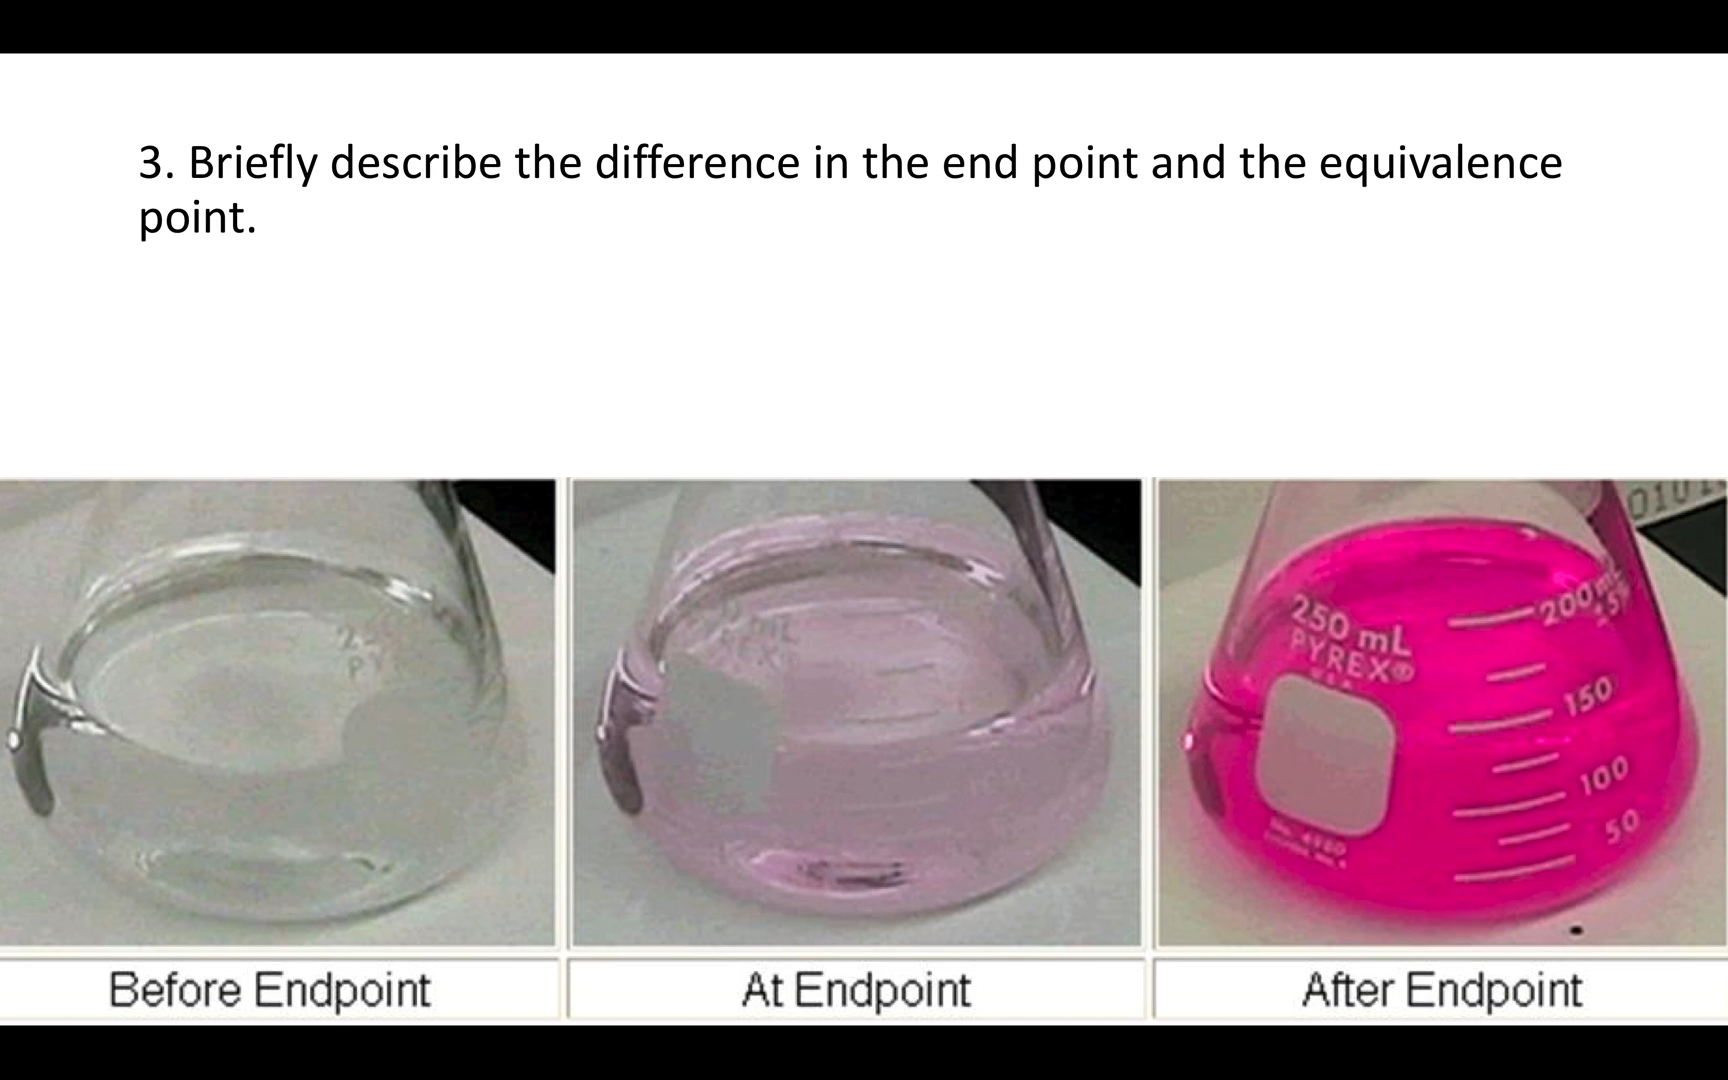 3. Briefly describe the difference in the end point and the equivalence
point.
250 mL
PYREX®
200mL
150
100
50
Before Endpoint
At Endpoint
After Endpoint